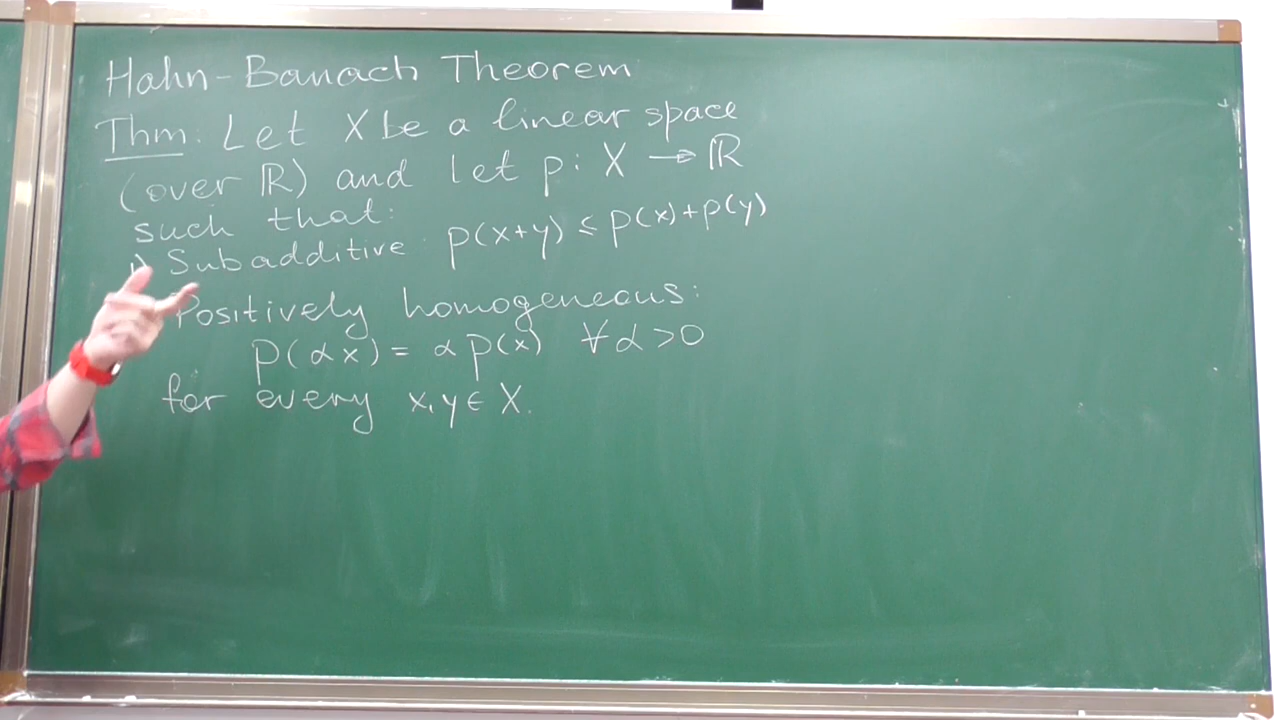 Hahn-Banach Theorem
Thm: Let X be a linear space
(over ℝ) and let p: X → ℝ
such that:
1) Subadditive p(x+y) ≤ p(x)+p(y)
Positively homogeneous:
p(αx) = αp(x) ∀α>0
for every x,y ∈ X.